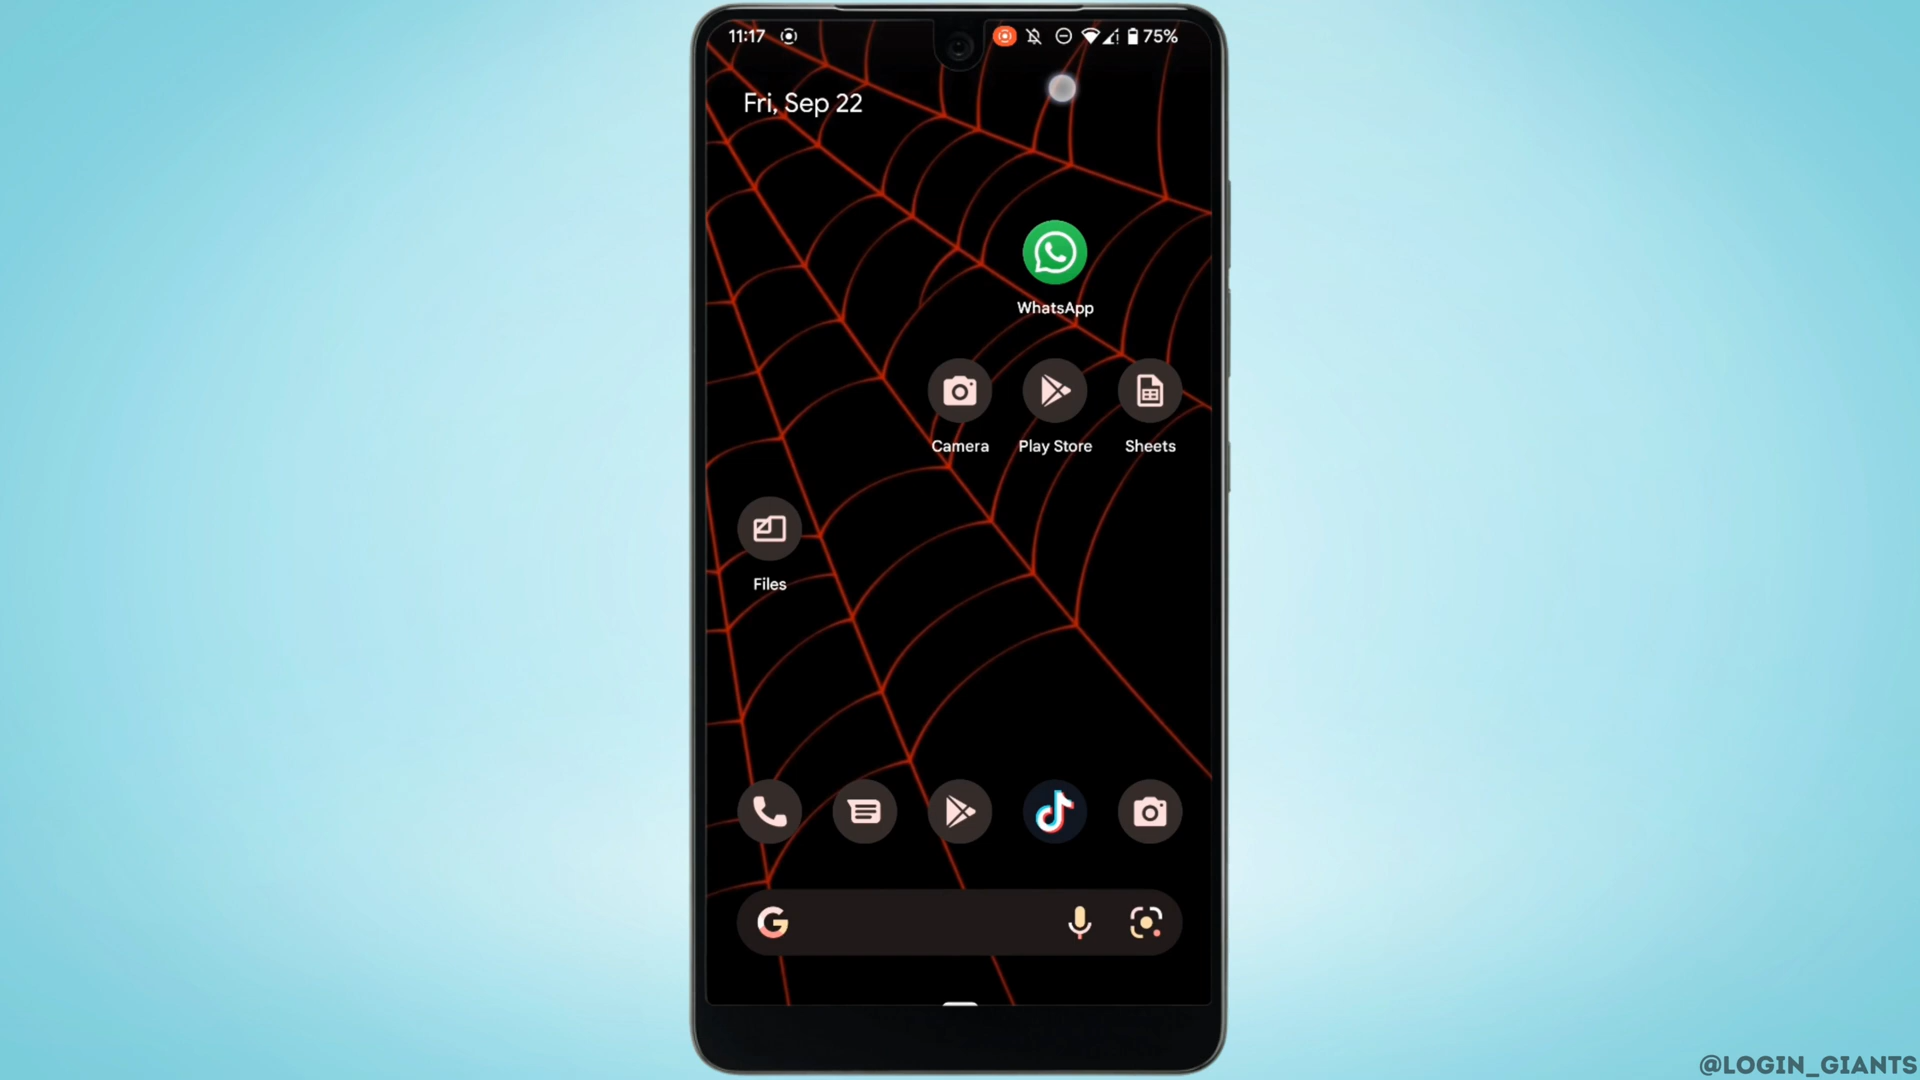 11:17
75%
Fri, Sep 22
WhatsApp
Camera
Play Store
Sheets
Files
@LOGIN_GIANTS